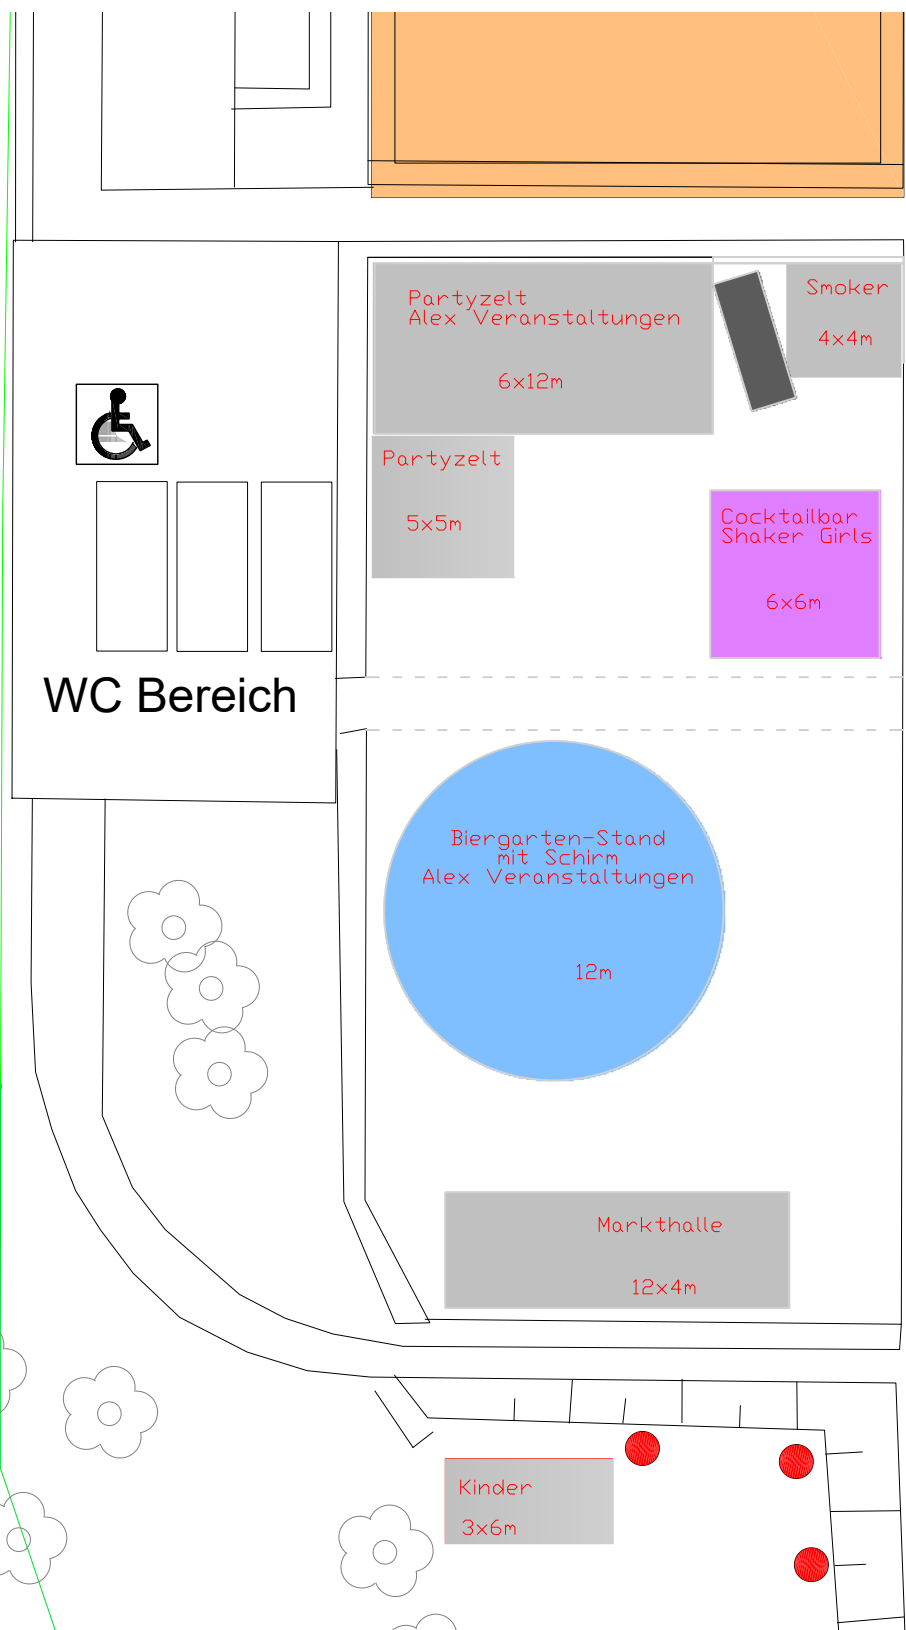 Partyzelt
Alex Veranstaltungen
6x12m
Smoker
4x4m
Partyzelt
5x5m
Cocktailbar
Shaker Girls
6x6m
WC Bereich
Biergarten-Stand
mit Schirm
Alex Veranstaltungen
12m
Markthalle
12x4m
Kinder
3x6m